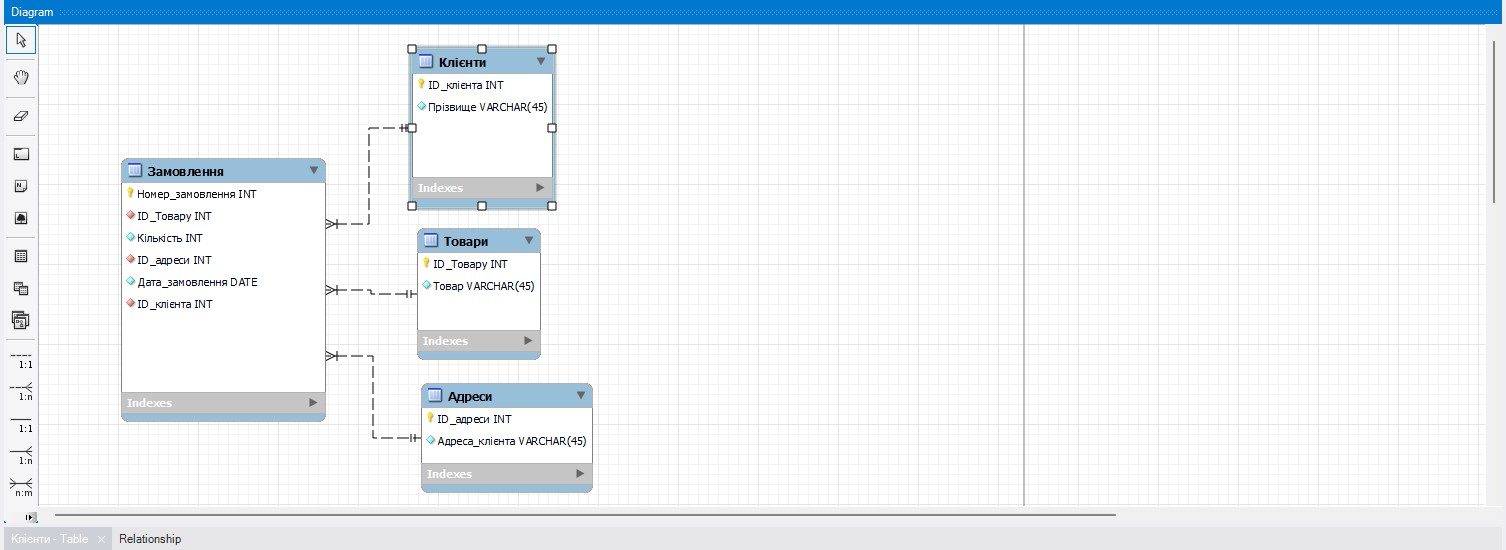 Diagram
Клієнти
ID_клієнта INT
Прізвище VARCHAR(45)
Indexes
Замовлення
Номер_замовлення INT
ID_Товару INT
Кількість INT
ID_адреси INT
Дата_замовлення DATE
ID_клієнта INT
Indexes
Товари
ID_Товару INT
Товар VARCHAR(45)
Indexes
Адреси
ID_адреси INT
Адреса_клієнта VARCHAR(45)
Indexes
1:1
1:n
1:1
1:n
n:m
Клієнти - Table
Relationship